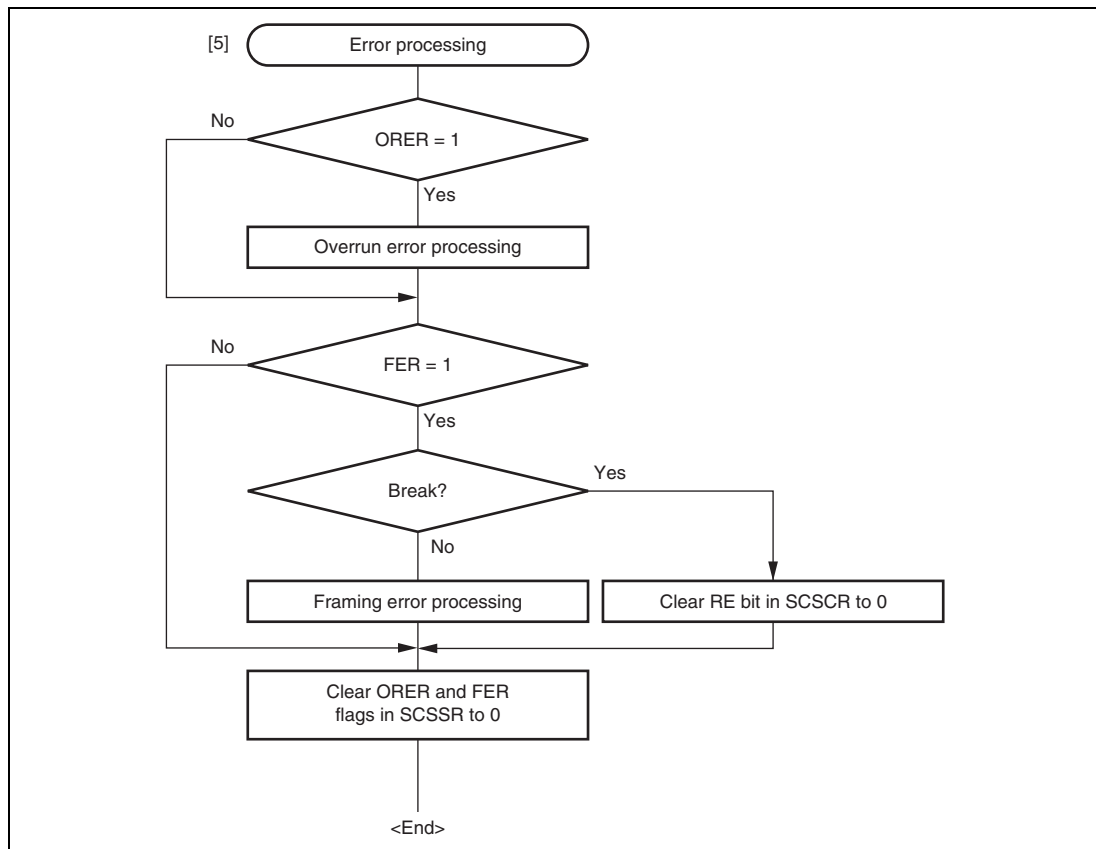 [5]
Error processing
No
ORER = 1
Yes
Overrun error processing
No
FER = 1
Yes
Yes
Break?
No
Framing error processing
Clear RE bit in SCSCR to 0
Clear ORER and FER
flags in SCSSR to 0
<End>